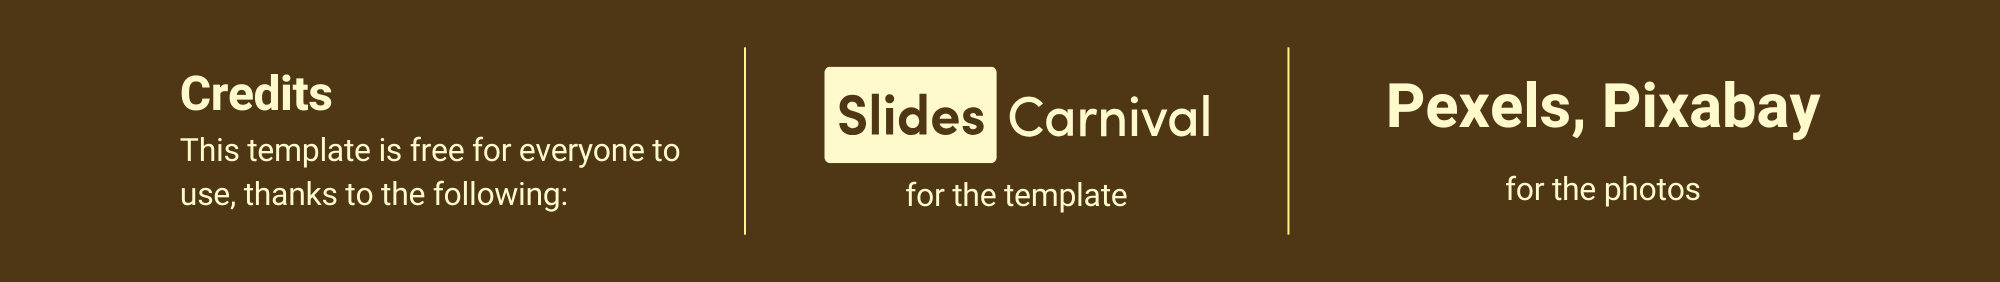 Credits
This template is free for everyone to
use, thanks to the following:
Slides Carnival
for the template
Pexels, Pixabay
for the photos